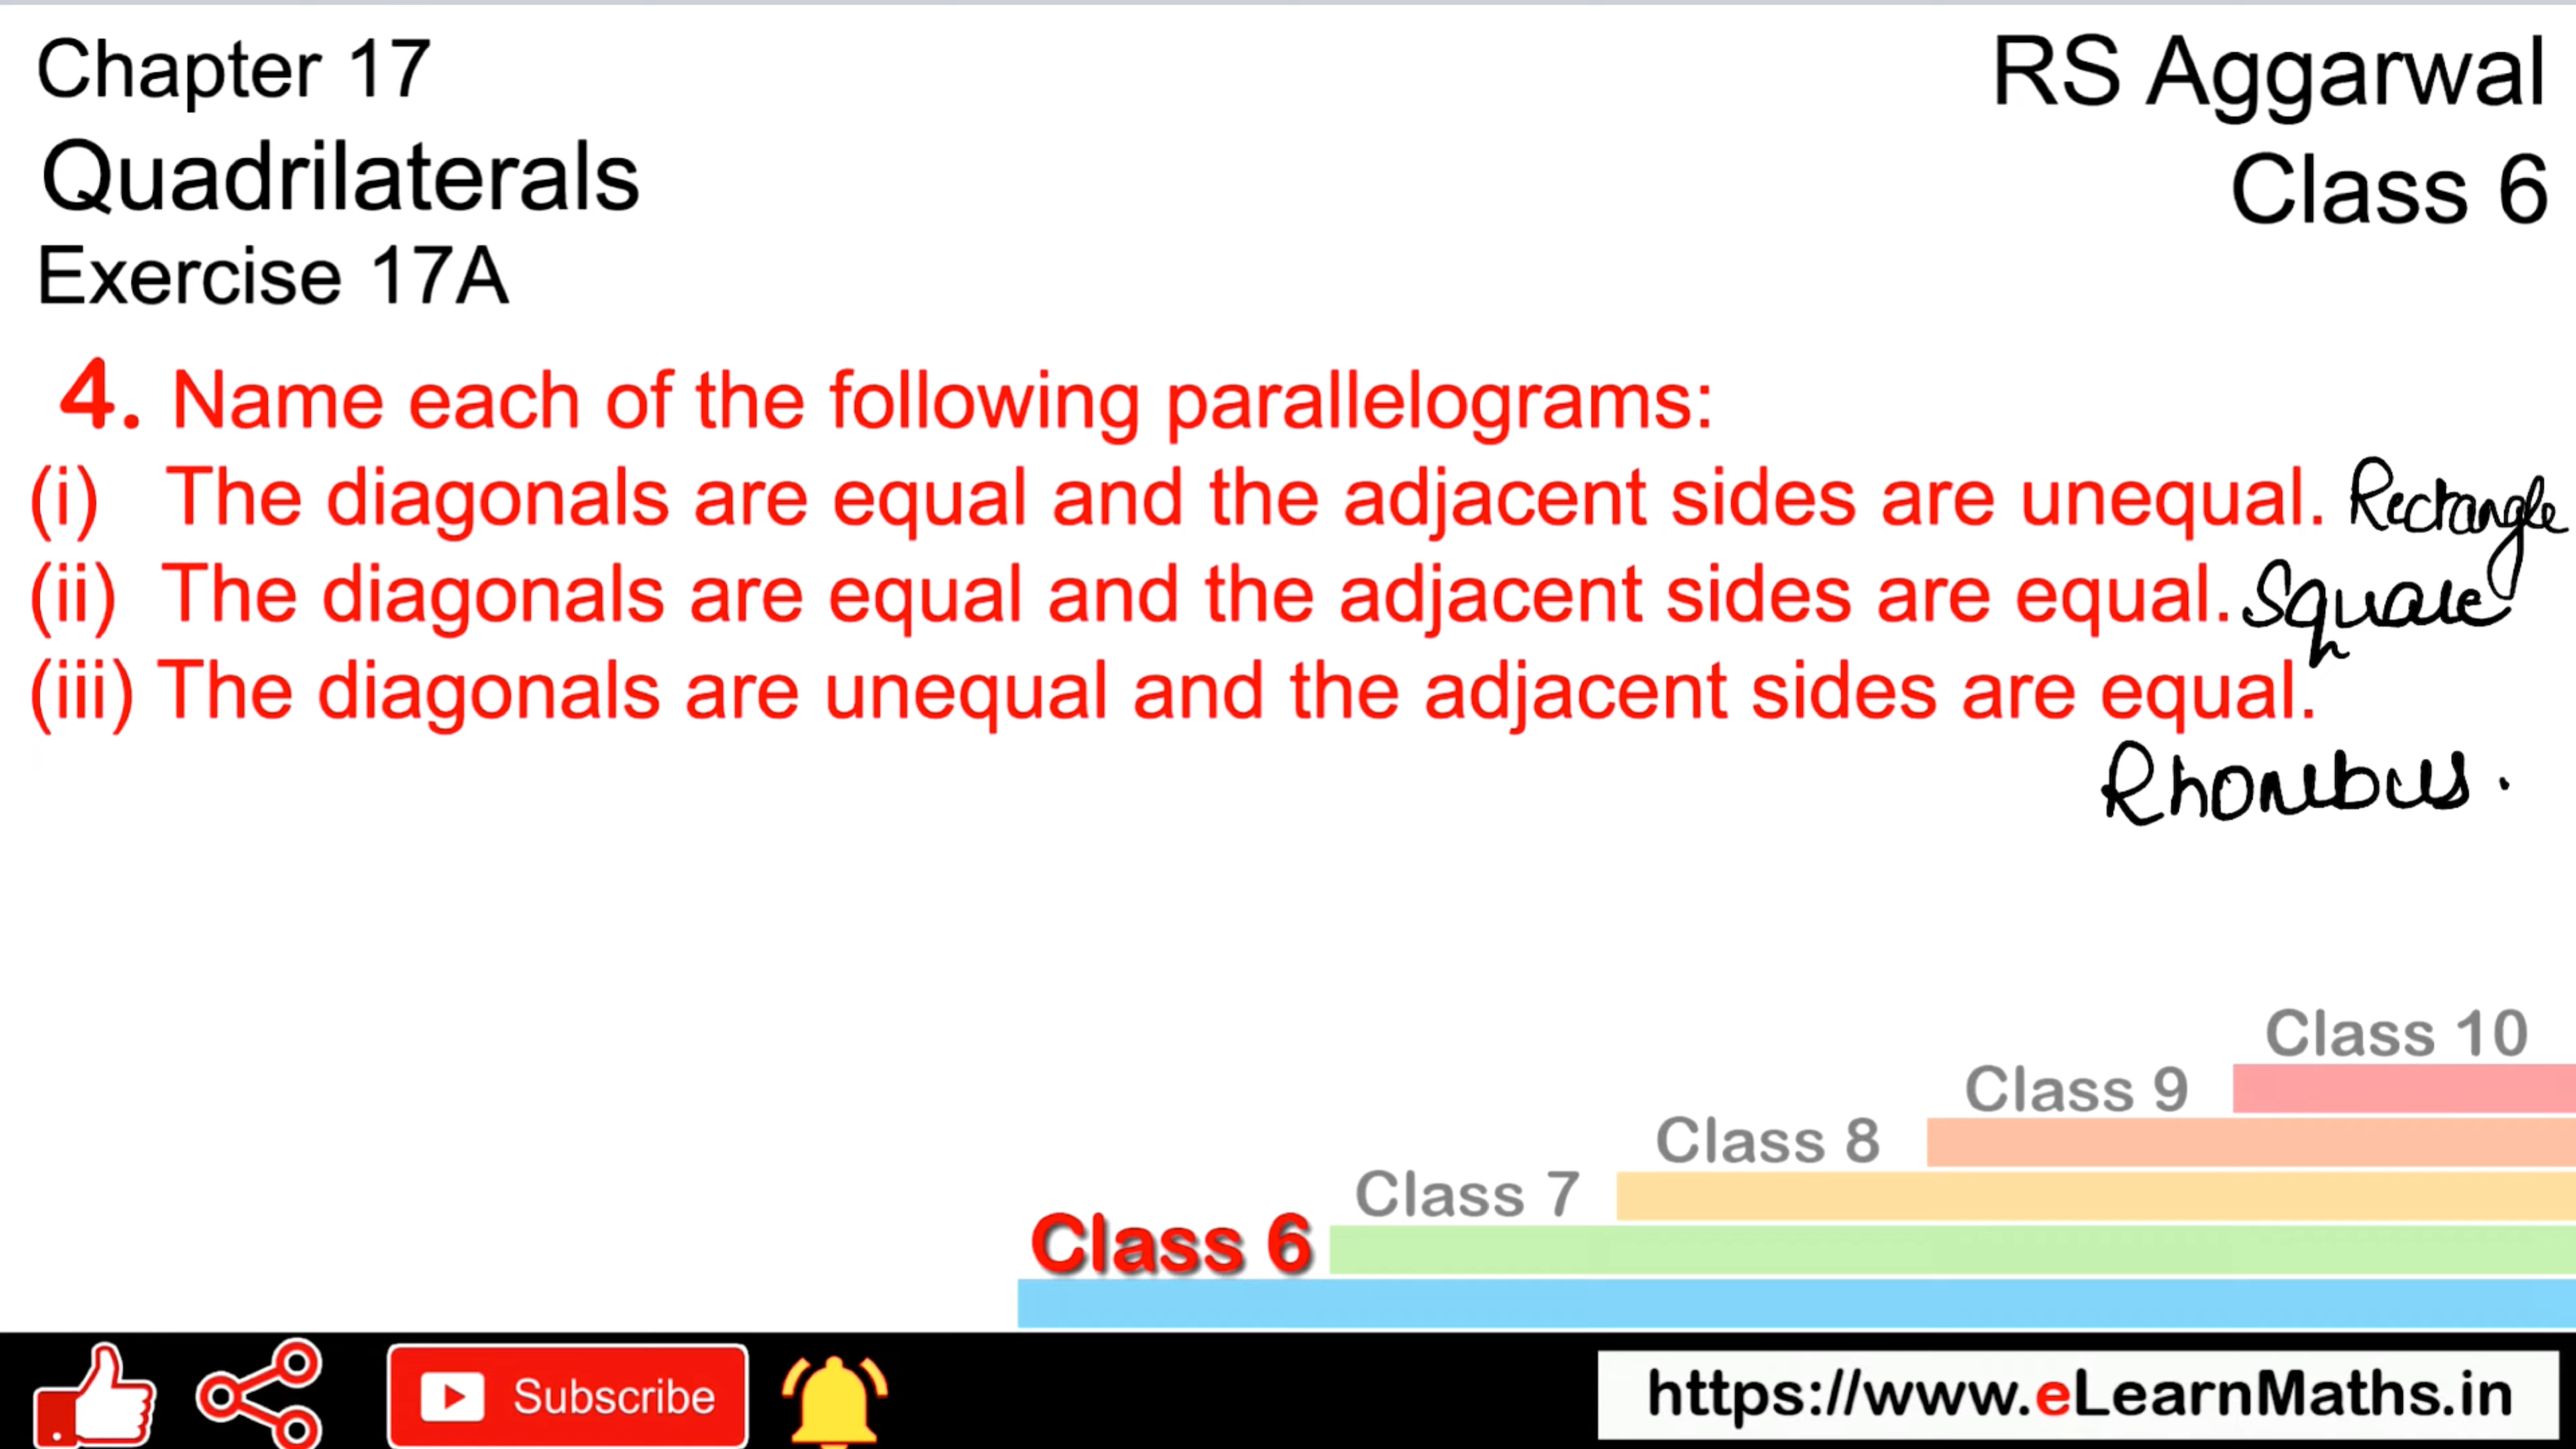 Chapter 17
RS Aggarwal
Quadrilaterals
Class 6
Exercise 17A
4. Name each of the following parallelograms:
(i) The diagonals are equal and the adjacent sides are unequal. Rectangle
(ii) The diagonals are equal and the adjacent sides are equal. Square
(iii) The diagonals are unequal and the adjacent sides are equal.
Rhombus.
Class 10
Class 9
Class 8
Class 7
Class 6
Subscribe
https://www.eLearnMaths.in